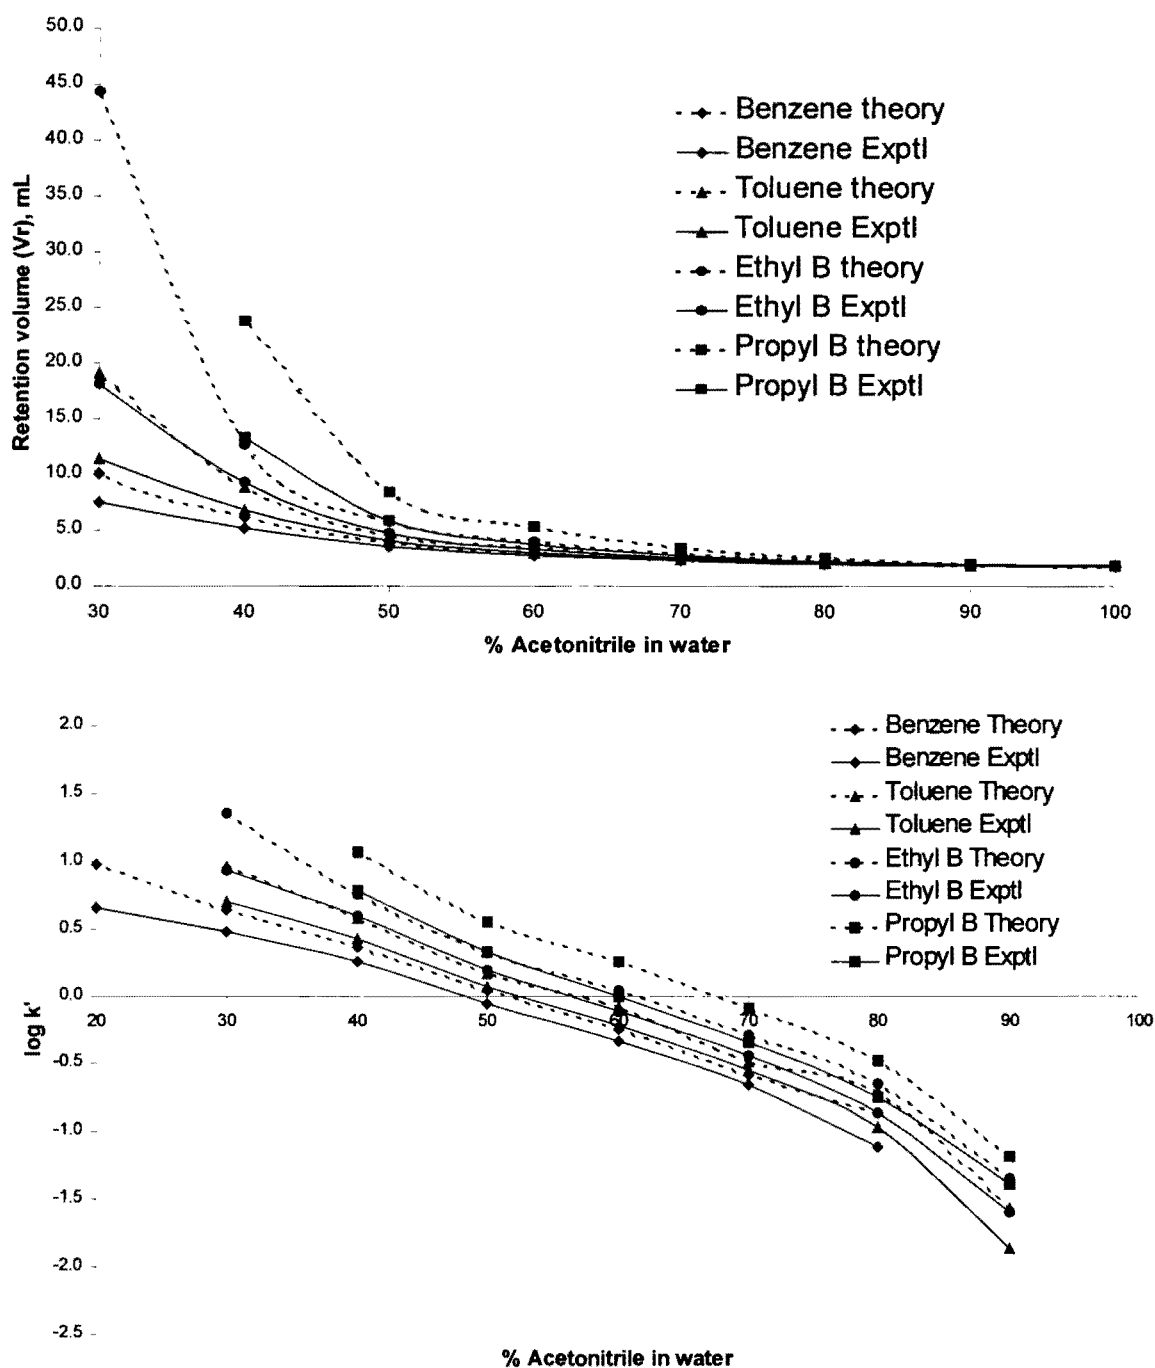 50.0
45.0
40.0
35.0
30.0
25.0
20.0
15.0
10.0
5.0
0.0
Retention volume (Vr), mL
30 40 50 60 70 80 90 100
% Acetonitrile in water
Benzene theory
Benzene Exptl
Toluene theory
Toluene Exptl
Ethyl B theory
Ethyl B Exptl
Propyl B theory
Propyl B Exptl
2.0
1.5
1.0
0.5
0.0
-0.5
-1.0
-1.5
-2.0
-2.5
log k'
20 30 40 50 60 70 80 90 100
% Acetonitrile in water
Benzene Theory
Benzene Exptl
Toluene Theory
Toluene Exptl
Ethyl B Theory
Ethyl B Exptl
Propyl B Theory
Propyl B Exptl